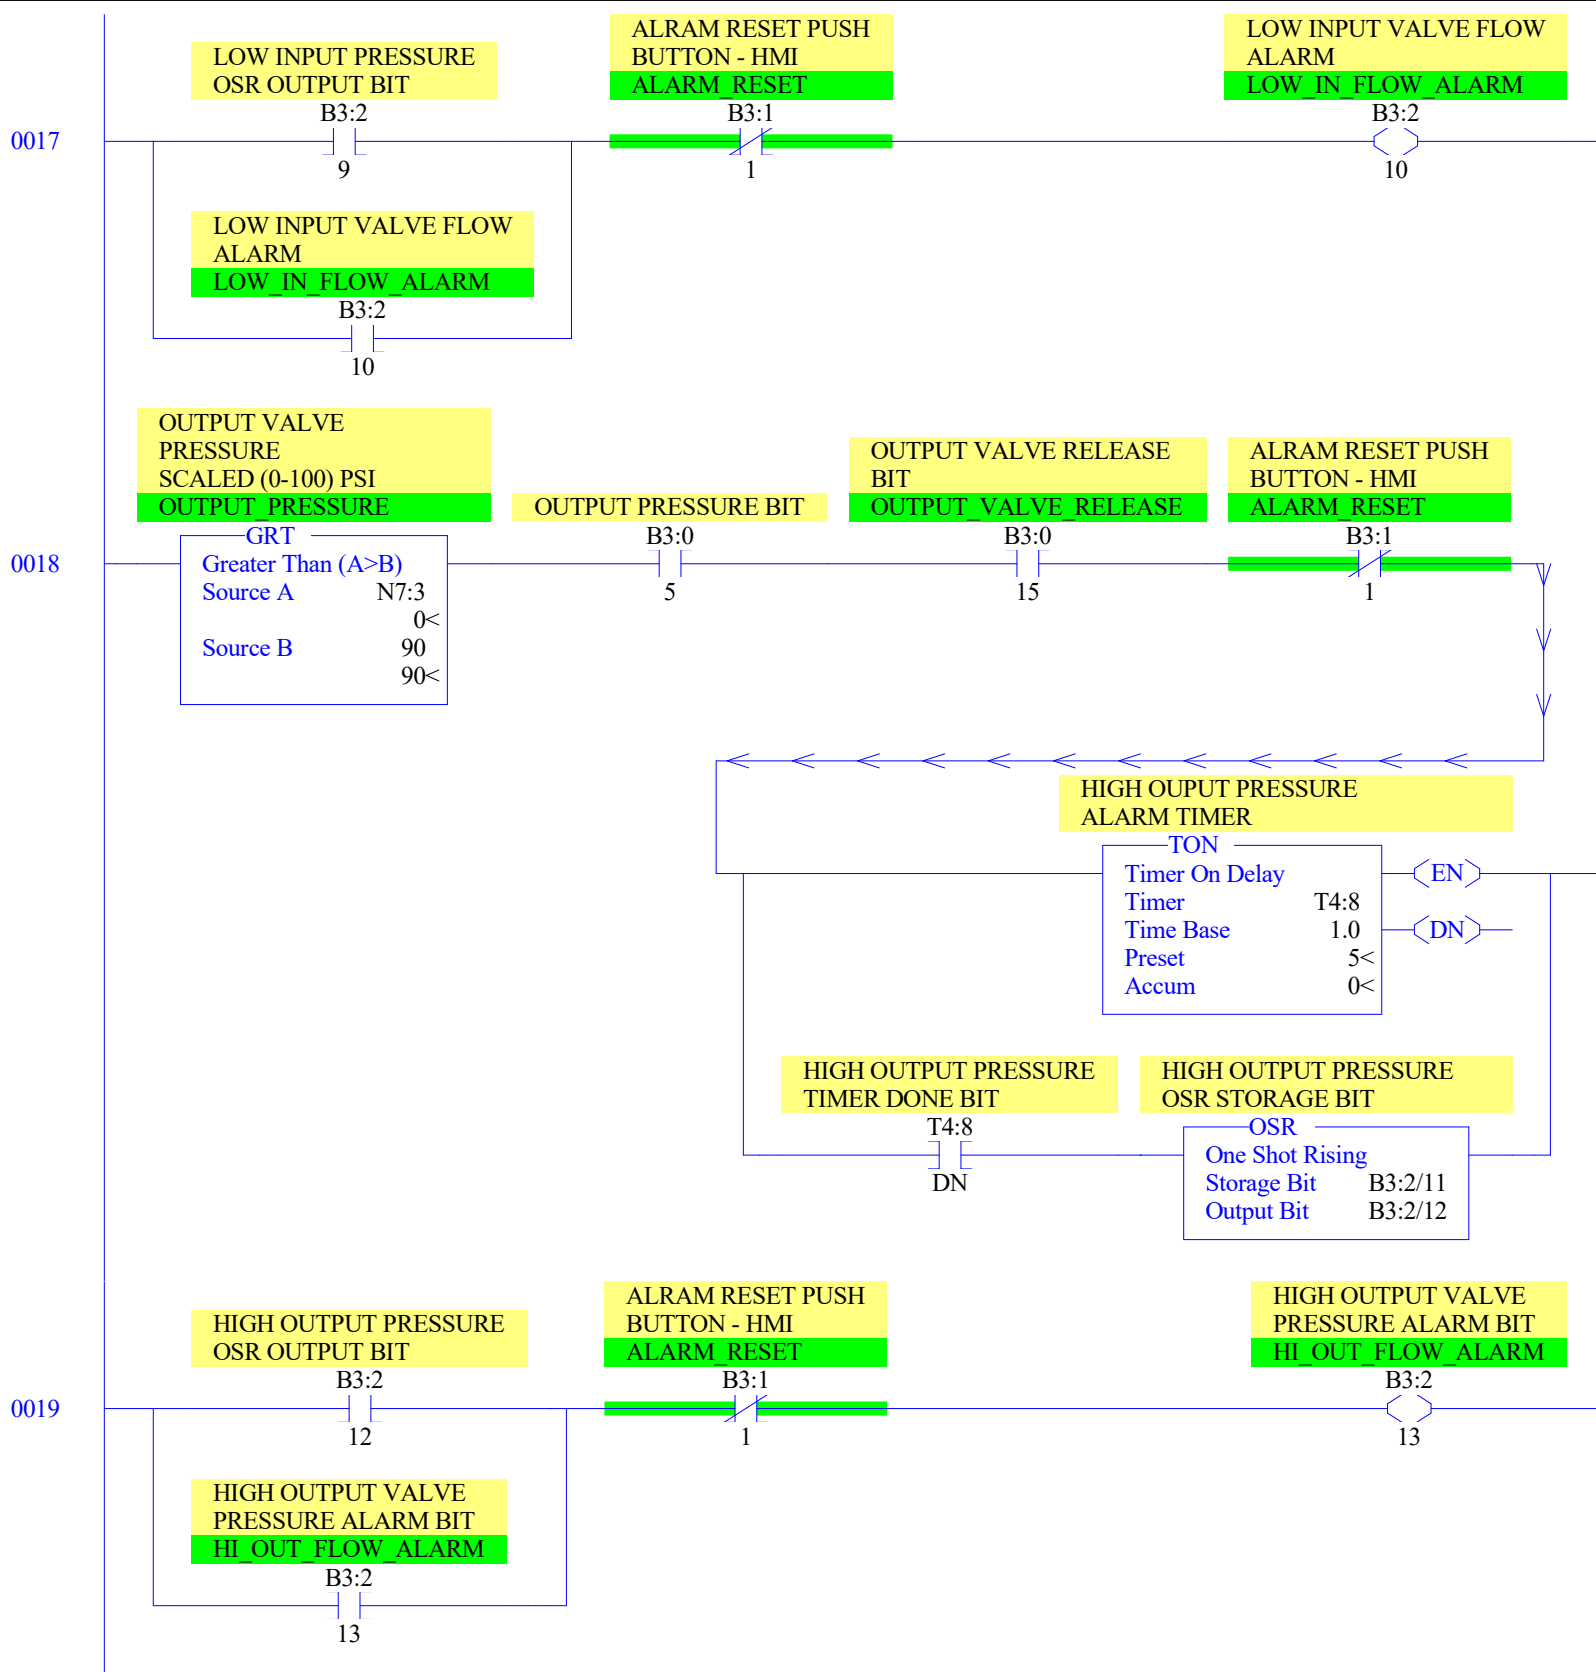 LOW INPUT PRESSURE
OSR OUTPUT BIT
B3:2
9
ALRAM RESET PUSH
BUTTON - HMI
ALARM_RESET
B3:1
1
LOW INPUT VALVE FLOW
ALARM
LOW_IN_FLOW_ALARM
B3:2
10
0017
LOW INPUT VALVE FLOW
ALARM
LOW_IN_FLOW_ALARM
B3:2
10
OUTPUT VALVE
PRESSURE
SCALED (0-100) PSI
OUTPUT_PRESSURE
GRT
Greater Than (A>B)
Source A N7:3
0<
Source B 90
90<
0018
OUTPUT PRESSURE BIT
B3:0
5
OUTPUT VALVE RELEASE
BIT
OUTPUT_VALVE_RELEASE
B3:0
15
ALRAM RESET PUSH
BUTTON - HMI
ALARM_RESET
B3:1
1
HIGH OUPUT PRESSURE
ALARM TIMER
TON
Timer On Delay
Timer T4:8
Time Base 1.0
Preset 5<
Accum 0<
EN
DN
HIGH OUTPUT PRESSURE
TIMER DONE BIT
T4:8
DN
HIGH OUTPUT PRESSURE
OSR STORAGE BIT
OSR
One Shot Rising
Storage Bit B3:2/11
Output Bit B3:2/12
HIGH OUTPUT PRESSURE
OSR OUTPUT BIT
B3:2
12
ALRAM RESET PUSH
BUTTON - HMI
ALARM_RESET
B3:1
1
HIGH OUTPUT VALVE
PRESSURE ALARM BIT
HI_OUT_FLOW_ALARM
B3:2
13
0019
HIGH OUTPUT VALVE
PRESSURE ALARM BIT
HI_OUT_FLOW_ALARM
B3:2
13